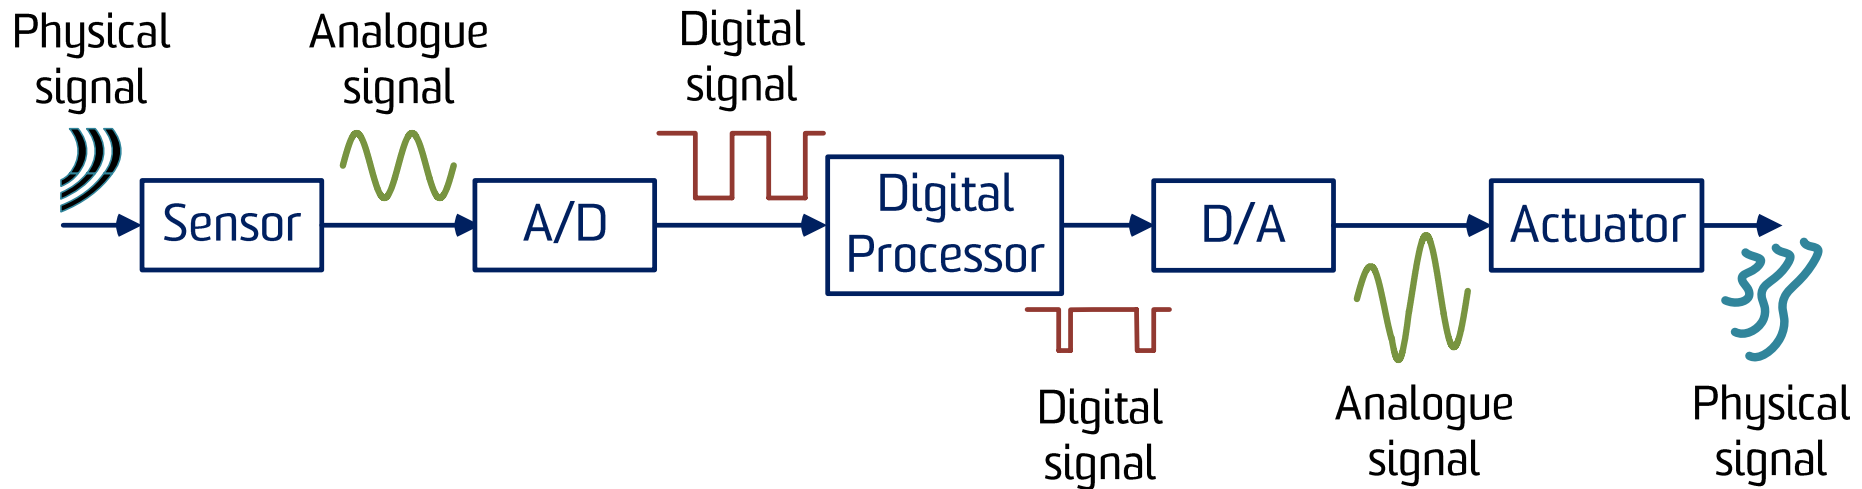 Physical
signal
Analogue
signal
Digital
signal
Sensor
A/D
Digital
Processor
D/A
Actuator
Digital
signal
Analogue
signal
Physical
signal